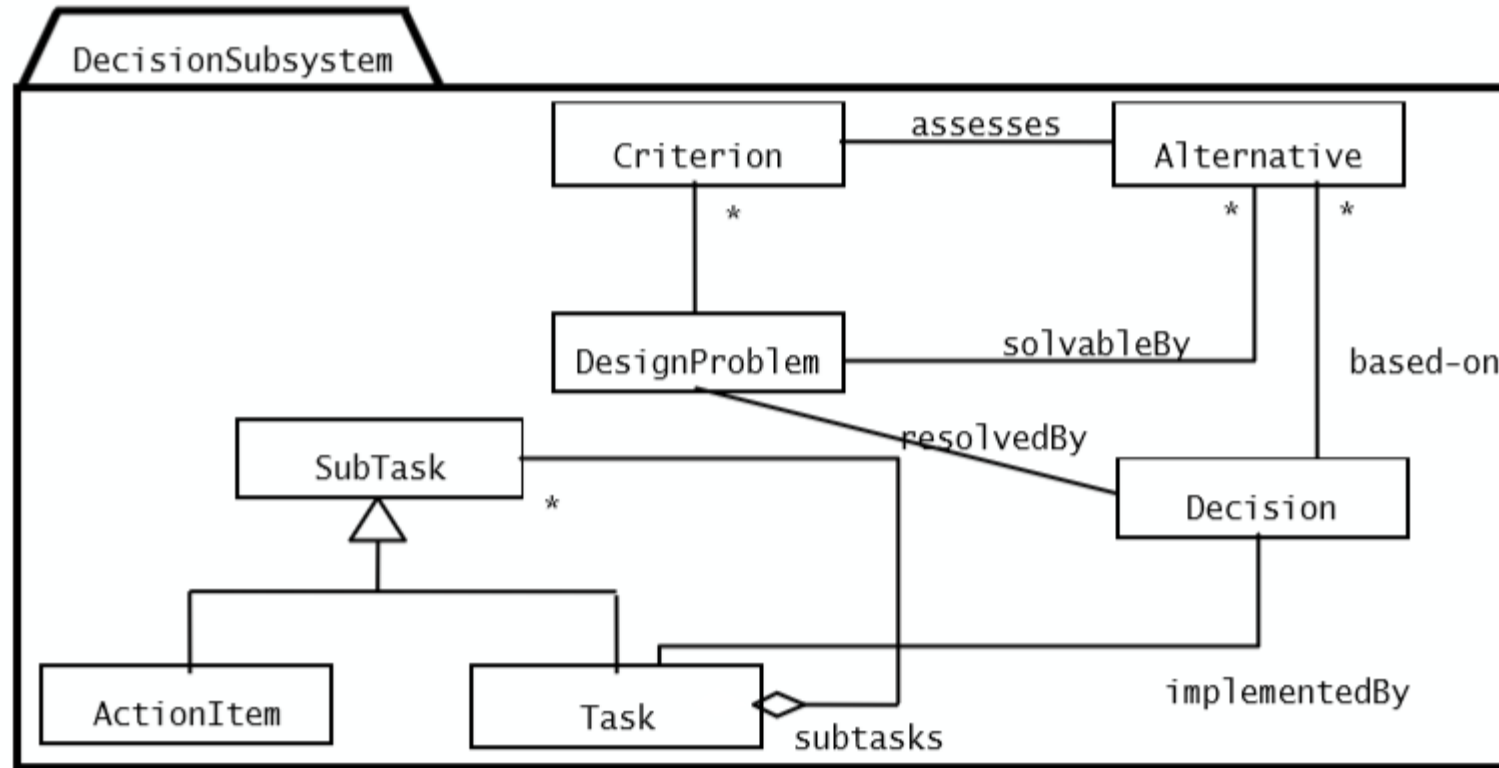 DecisionSubsystem
assesses
Criterion
Alternative
*
*
*
solvableBy
DesignProblem
based-on
resolvedBy
SubTask
*
Decision
implementedBy
ActionItem
Task
subtasks